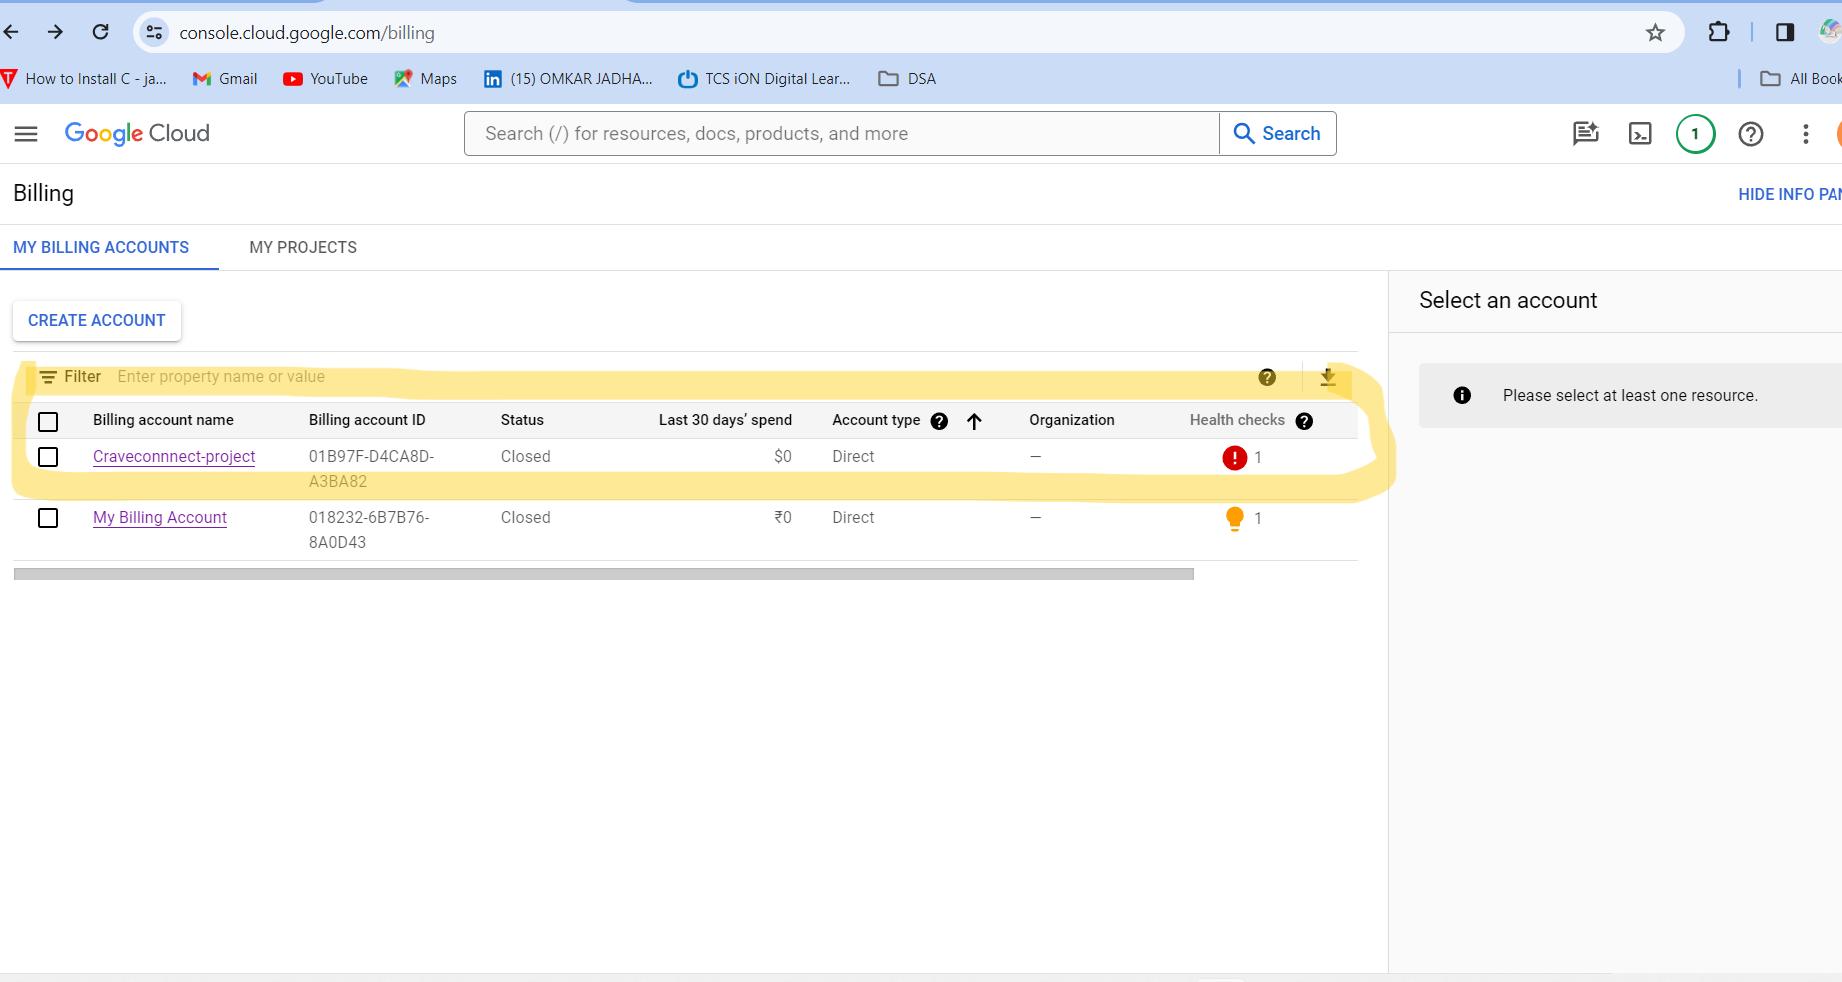 console.cloud.google.com/billing
How to Install C - ja...
Gmail
YouTube
Maps
(15) OMKAR JADHA...
TCS iON Digital Lear...
DSA
All Book
Google Cloud
Search (/) for resources, docs, products, and more
Search
1
Billing
HIDE INFO PAN
MY BILLING ACCOUNTS
MY PROJECTS
CREATE ACCOUNT
Select an account
Filter Enter property name or value
Please select at least one resource.
Billing account name Billing account ID Status Last 30 days’ spend Account type Organization Health checks
Craveconnnect-project 01B97F-D4CA8D- Closed $0 Direct — 1
A3BA82
My Billing Account 018232-6B7B76- Closed ₹0 Direct — 1
8A0D43